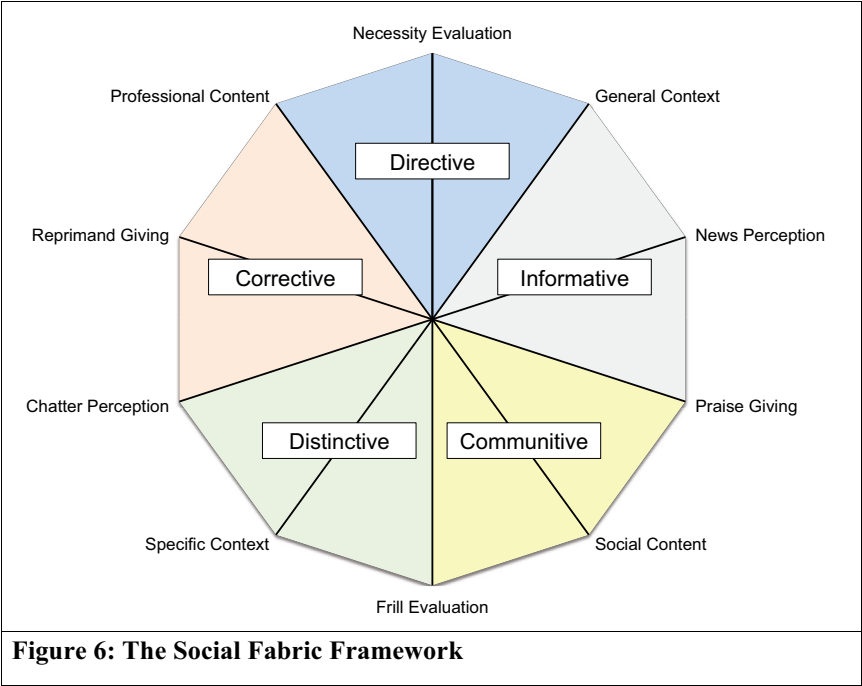 Necessity Evaluation
Professional Content
General Context
Directive
Reprimand Giving
News Perception
Corrective
Informative
Chatter Perception
Praise Giving
Distinctive
Communitive
Specific Context
Social Content
Frill Evaluation
Figure 6: The Social Fabric Framework